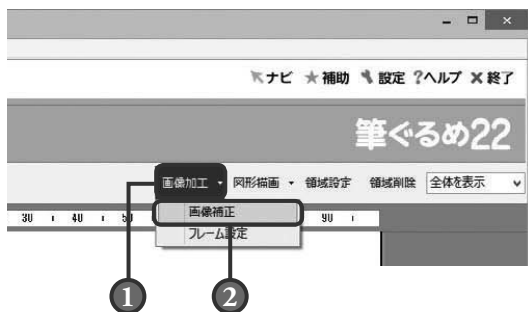 ナビ ★補助 設定 ?ヘルプ ×終了
筆ぐるめ22
画像加工 ▾ 図形描画 ▾ 領域設定 領域削除 全体を表示
30 40 50 90
画像補正
フレーム設定
1 2